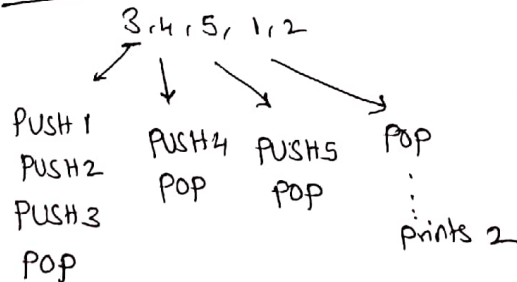 3, 4, 5, 1, 2
PUSH 1
PUSH 2
PUSH 3
POP
PUSH 4
POP
PUSH 5
POP
POP
prints 2